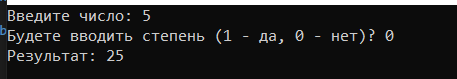 Введите число: 5
Будете вводить степень (1 - да, 0 - нет)? 0
Результат: 25